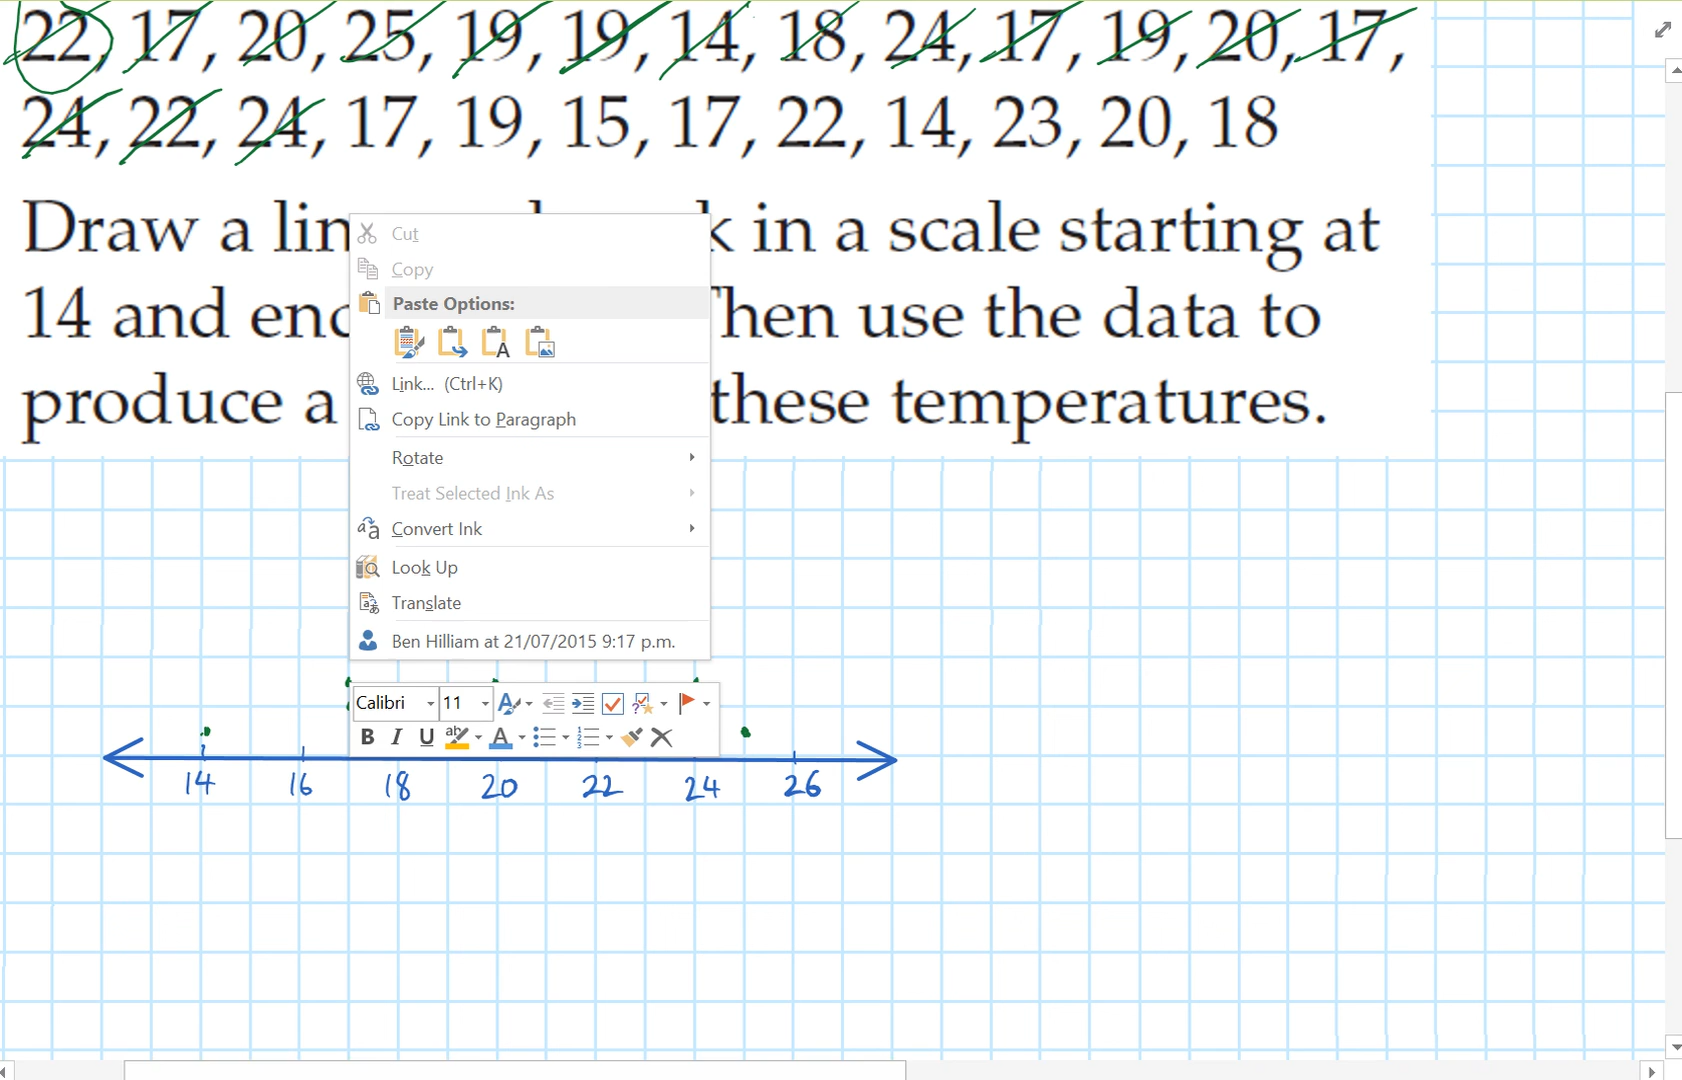 22, 17, 20, 25, 19, 19, 14, 18, 24, 17, 19, 20, 17,
24, 22, 24, 17, 19, 15, 17, 22, 14, 23, 20, 18
Draw a in a scale starting at
14 and use the data to
produce a these temperatures.
Cut
Copy
Paste Options:
Link... (Ctrl+K)
Copy Link to Paragraph
Rotate
Treat Selected Ink As
Convert Ink
Look Up
Translate
Ben Hilliam at 21/07/2015 9:17 p.m.
Calibri 11
B I U
14 16 18 20 22 24 26